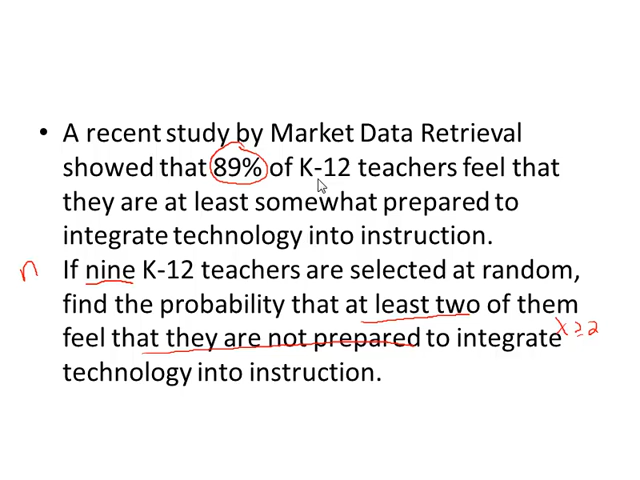 • A recent study by Market Data Retrieval
showed that 89% of K-12 teachers feel that
they are at least somewhat prepared to
integrate technology into instruction.
n If nine K-12 teachers are selected at random,
find the probability that at least two of them
feel that they are not prepared to integrate x ≥ 2
technology into instruction.